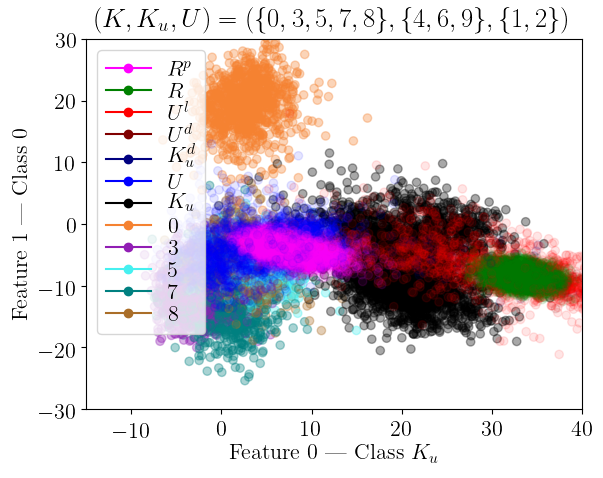 (K, K_u, U) = ({0, 3, 5, 7, 8}, {4, 6, 9}, {1, 2})
30
20
10
0
−10
−20
−30
Feature 1 — Class 0
R^p
R
U^l
U^d
K_u^d
U
K_u
0
3
5
7
8
−10
0
10
20
30
40
Feature 0 — Class K_u